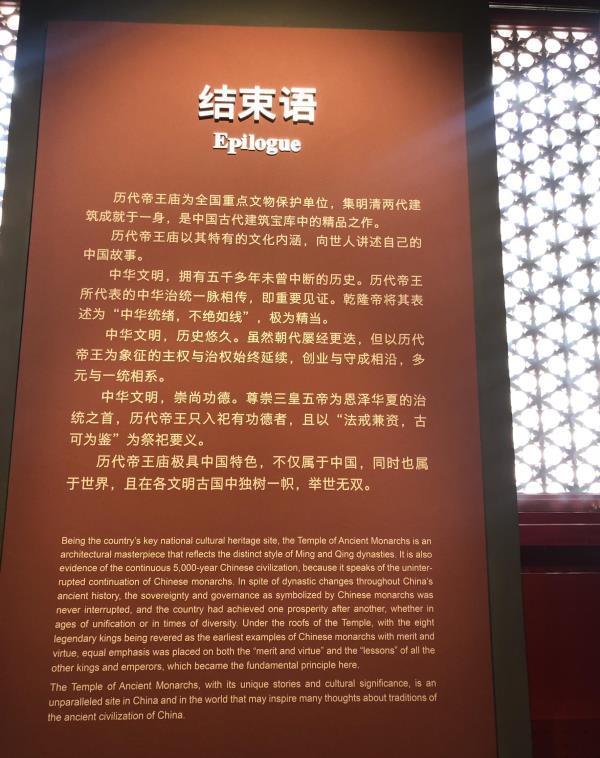 结束语
Epilogue
历代帝王庙为全国重点文物保护单位，集明清两代建
筑成就于一身，是中国古代建筑宝库中的精品之作。
历代帝王庙以其特有的文化内涵，向世人讲述自己的
中国故事。
中华文明，拥有五千多年未曾中断的历史。历代帝王
所代表的中华治统一脉相传，即重要见证。乾隆帝将其表
述为“中华统绪，不绝如线”，极为精当。
中华文明，历史悠久。虽然朝代屡经更迭，但以历代
帝王为象征的主权与治权始终延续，创业与守成相沿，多
元与一统相系。
中华文明，崇尚功德。尊崇三皇五帝为恩泽华夏的治
统之首，历代帝王只入祀有功德者，且以“法戒兼资，古
可为鉴”为祭祀要义。
历代帝王庙极具中国特色，不仅属于中国，同时也属
于世界，且在各文明古国中独树一帜，举世无双。
Being the country's key national cultural heritage site, the Temple of Ancient Monarchs is an
architectural masterpiece that reflects the distinct style of Ming and Qing dynasties. It is also
evidence of the continuous 5,000-year Chinese civilization, because it speaks of the uninter-
rupted continuation of Chinese monarchs. In spite of dynastic changes throughout China's
ancient history, the sovereignty and governance as symbolized by Chinese monarchs was
never interrupted, and the country had achieved one prosperity after another, whether in
ages of unification or in times of diversity. Under the roofs of the Temple, with the eight
legendary kings being revered as the earliest examples of Chinese monarchs with merit and
virtue, equal emphasis was placed on both the “merit and virtue” and the “lessons” of all the
other kings and emperors, which became the fundamental principle here.
The Temple of Ancient Monarchs, with its unique stories and cultural significance, is an
unparalleled site in China and in the world that may inspire many thoughts about traditions of
the ancient civilization of China.